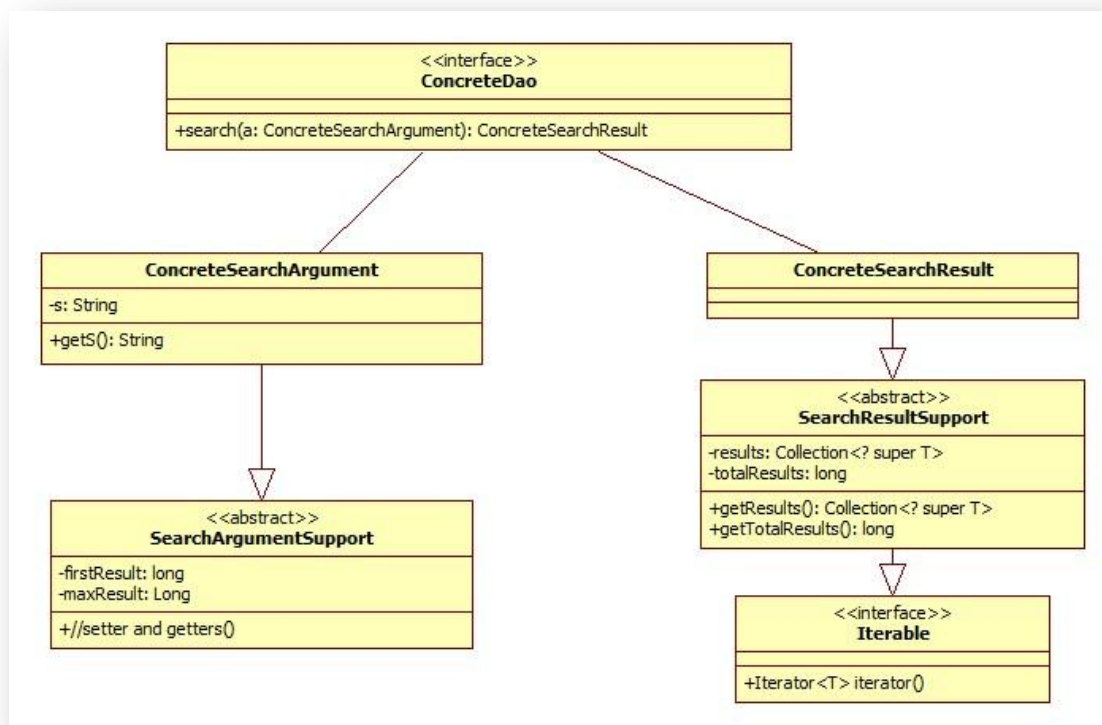 <<interface>>
ConcreteDao
+search(a: ConcreteSearchArgument): ConcreteSearchResult
ConcreteSearchArgument
-s: String
+getS(): String
ConcreteSearchResult
<<abstract>>
SearchResultSupport
-results: Collection<? super T>
-totalResults: long
+getResults(): Collection<? super T>
+getTotalResults(): long
<<abstract>>
SearchArgumentSupport
-firstResult: long
-maxResult: Long
+//setter and getters()
<<interface>>
Iterable
+Iterator<T> iterator()